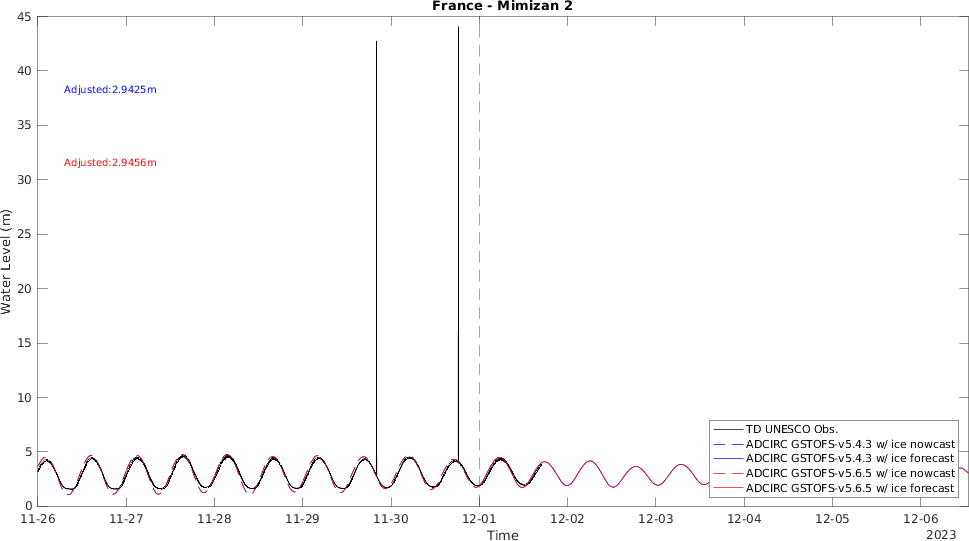 France - Mimizan 2
45
40
35
30
25
20
15
10
5
0
Water Level (m)
Adjusted:2.9425m
Adjusted:2.9456m
TD UNESCO Obs.
ADCIRC GSTOFS-v5.4.3 w/ ice nowcast
ADCIRC GSTOFS-v5.4.3 w/ ice forecast
ADCIRC GSTOFS-v5.6.5 w/ ice nowcast
ADCIRC GSTOFS-v5.6.5 w/ ice forecast
11-26 11-27 11-28 11-29 11-30 12-01 12-02 12-03 12-04 12-05 12-06
Time
2023